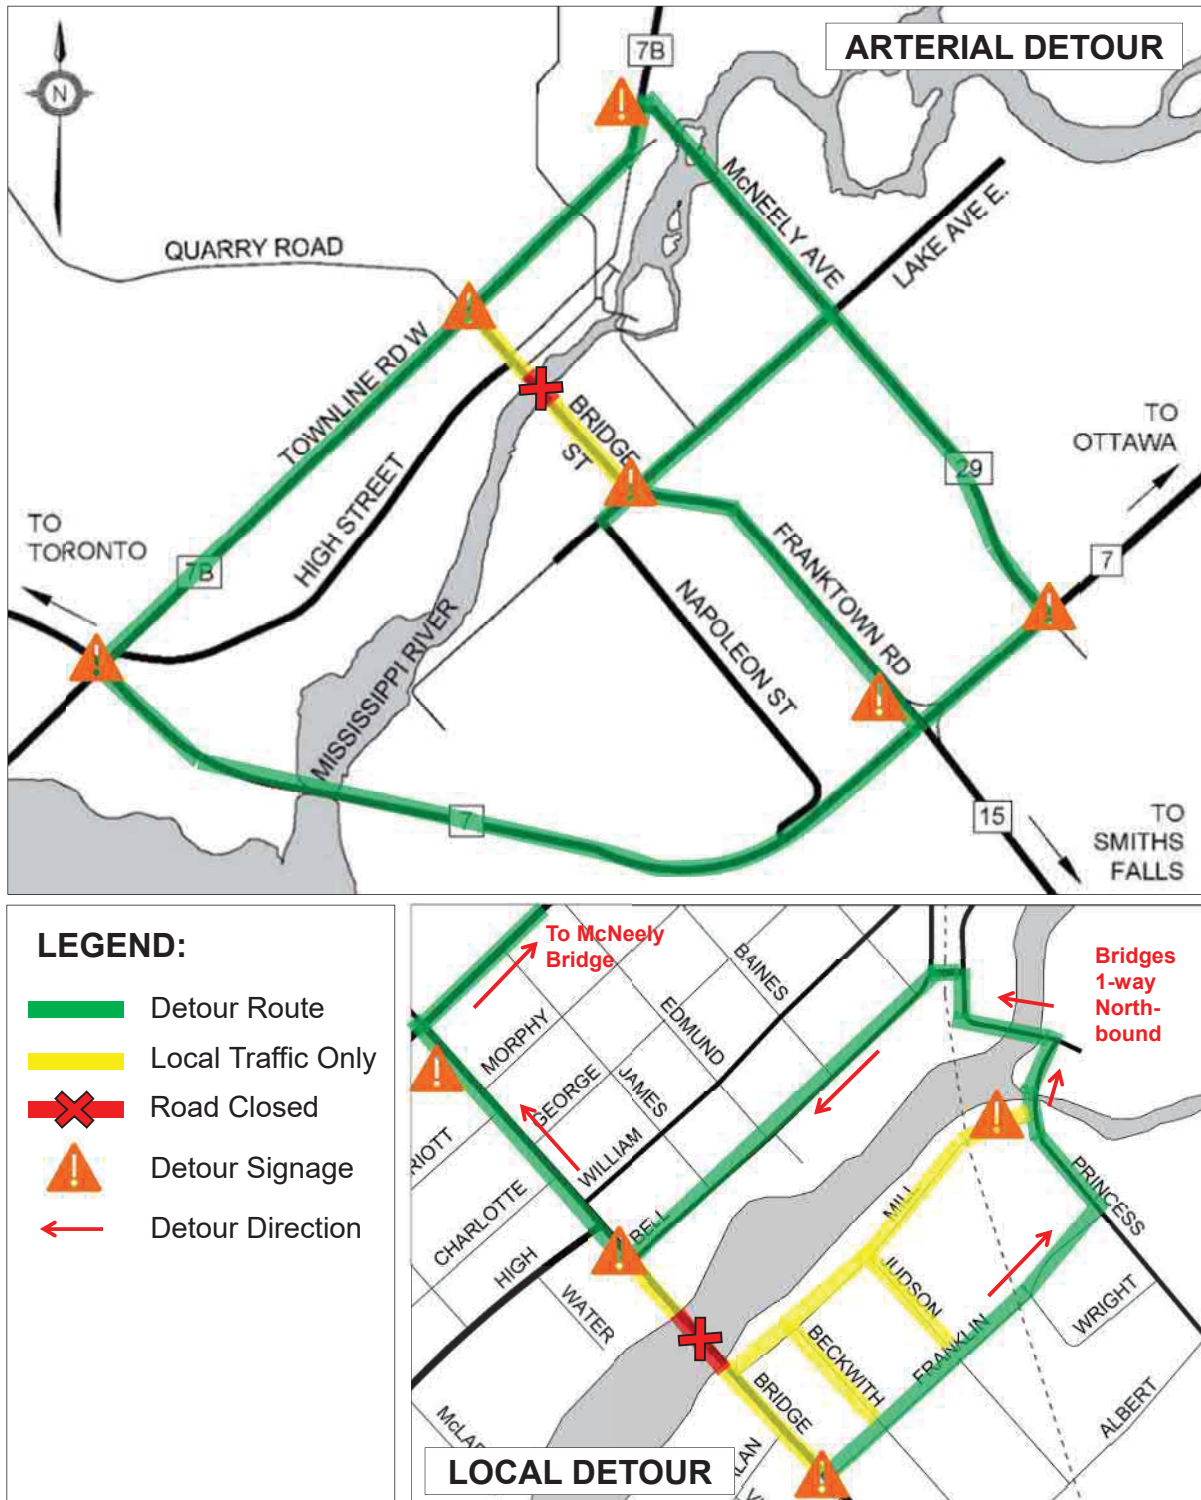 ARTERIAL DETOUR
7B
N
McNEELY AVE
LAKE AVE E.
QUARRY ROAD
TOWNLINE RD W
BRIDGE
ST
HIGH STREET
29
TO
OTTAWA
7
TO
TORONTO
7B
FRANKTOWN RD
NAPOLEON ST
MISSISSIPPI RIVER
7
15
TO
SMITHS
FALLS
LEGEND:
Detour Route
Local Traffic Only
Road Closed
Detour Signage
Detour Direction
To McNeely
Bridge
BAINES
Bridges
1-way
North-
bound
EDMUND
MORPHY
JAMES
GEORGE
WILLIAM
RIOTT
CHARLOTTE
BELL
HIGH
WATER
MILL
PRINCESS
JUDSON
WRIGHT
FRANKLIN
BECKWITH
BRIDGE
ALBERT
McLA
LAN
LOCAL DETOUR